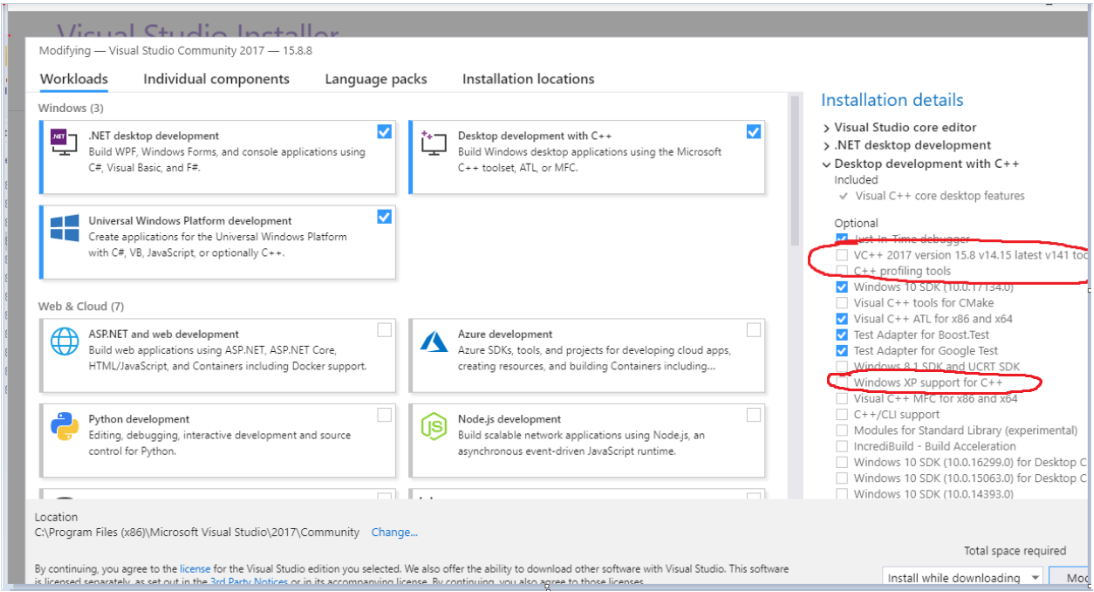 Visual Studio Installer
Modifying — Visual Studio Community 2017 — 15.8.8
Workloads Individual components Language packs Installation locations
Windows (3)
.NET desktop development
Build WPF, Windows Forms, and console applications using
C#, Visual Basic, and F#.
Desktop development with C++
Build Windows desktop applications using the Microsoft
C++ toolset, ATL, or MFC.
Universal Windows Platform development
Create applications for the Universal Windows Platform
with C#, VB, JavaScript, or optionally C++.
Web & Cloud (7)
ASP.NET and web development
Build web applications using ASP.NET, ASP.NET Core,
HTML/JavaScript, and Containers including Docker support.
Azure development
Azure SDKs, tools, and projects for developing cloud apps,
creating resources, and building Containers including...
Python development
Editing, debugging, interactive development and source
control for Python.
Node.js development
Build scalable network applications using Node.js, an
asynchronous event-driven JavaScript runtime.
Installation details
Visual Studio core editor
.NET desktop development
Desktop development with C++
Included
Visual C++ core desktop features
Optional
Just-In-Time debugger
VC++ 2017 version 15.8 v14.15 latest v141 too
C++ profiling tools
Windows 10 SDK (10.0.17134.0)
Visual C++ tools for CMake
Visual C++ ATL for x86 and x64
Test Adapter for Boost.Test
Test Adapter for Google Test
Windows 8.1 SDK and UCRT SDK
Windows XP support for C++
Visual C++ MFC for x86 and x64
C++/CLI support
Modules for Standard Library (experimental)
IncrediBuild - Build Acceleration
Windows 10 SDK (10.0.16299.0) for Desktop C
Windows 10 SDK (10.0.15063.0) for Desktop C
Windows 10 SDK (10.0.14393.0)
Location
C:\Program Files (x86)\Microsoft Visual Studio\2017\Community Change...
Total space required
By continuing, you agree to the license for the Visual Studio edition you selected. We also offer the ability to download other software with Visual Studio. This software
is licensed separately, as set out in the 3rd Party Notices or in its accompanying license. By continuing, you also agree to those licenses.
Install while downloading Mod